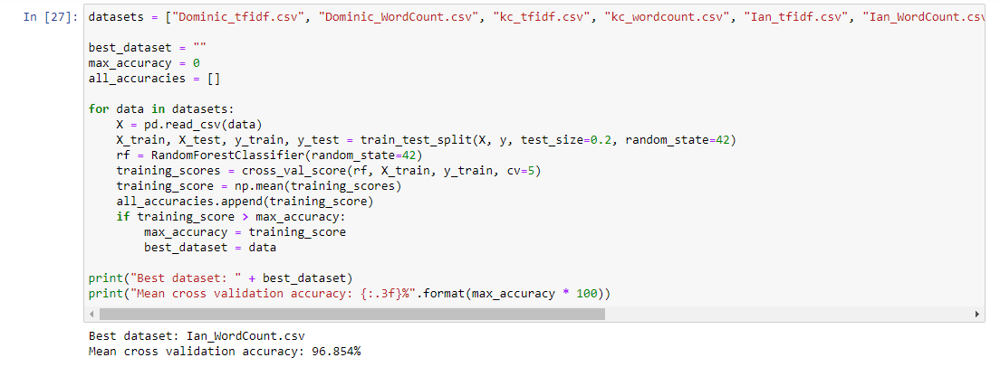 In [27]: datasets = ["Dominic_tfidf.csv", "Dominic_WordCount.csv", "kc_tfidf.csv", "kc_wordcount.csv", "Ian_tfidf.csv", "Ian_WordCount.csv
best_dataset = ""
max_accuracy = 0
all_accuracies = []
for data in datasets:
    X = pd.read_csv(data)
    X_train, X_test, y_train, y_test = train_test_split(X, y, test_size=0.2, random_state=42)
    rf = RandomForestClassifier(random_state=42)
    training_scores = cross_val_score(rf, X_train, y_train, cv=5)
    training_score = np.mean(training_scores)
    all_accuracies.append(training_score)
    if training_score > max_accuracy:
        max_accuracy = training_score
        best_dataset = data
print("Best dataset: " + best_dataset)
print("Mean cross validation accuracy: {:.3f}%".format(max_accuracy * 100))
Best dataset: Ian_WordCount.csv
Mean cross validation accuracy: 96.854%